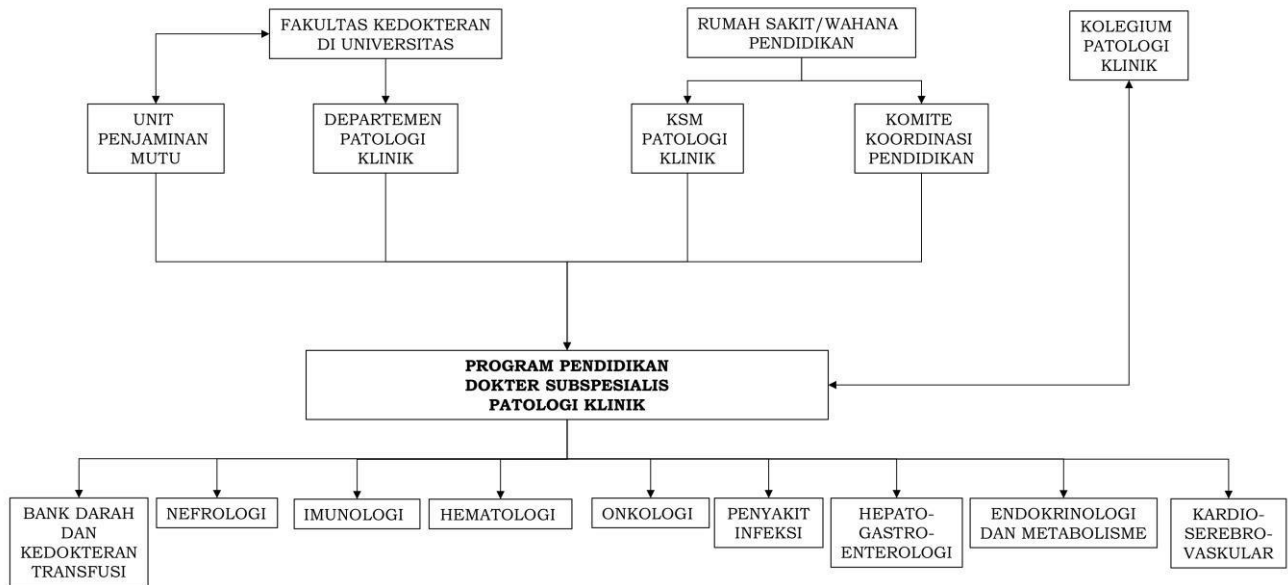 FAKULTAS KEDOKTERAN
DI UNIVERSITAS
RUMAH SAKIT/WAHANA
PENDIDIKAN
KOLEGIUM
PATOLOGI
KLINIK
UNIT
PENJAMINAN
MUTU
DEPARTEMEN
PATOLOGI
KLINIK
KSM
PATOLOGI
KLINIK
KOMITE
KOORDINASI
PENDIDIKAN
PROGRAM PENDIDIKAN
DOKTER SUBSPESIALIS
PATOLOGI KLINIK
BANK DARAH
DAN
KEDOKTERAN
TRANSFUSI
NEFROLOGI
IMUNOLOGI
HEMATOLOGI
ONKOLOGI
PENYAKIT
INFEKSI
HEPATO-
GASTRO-
ENTEROLOGI
ENDOKRINOLOGI
DAN METABOLISME
KARDIO-
SEREBRO-
VASKULAR